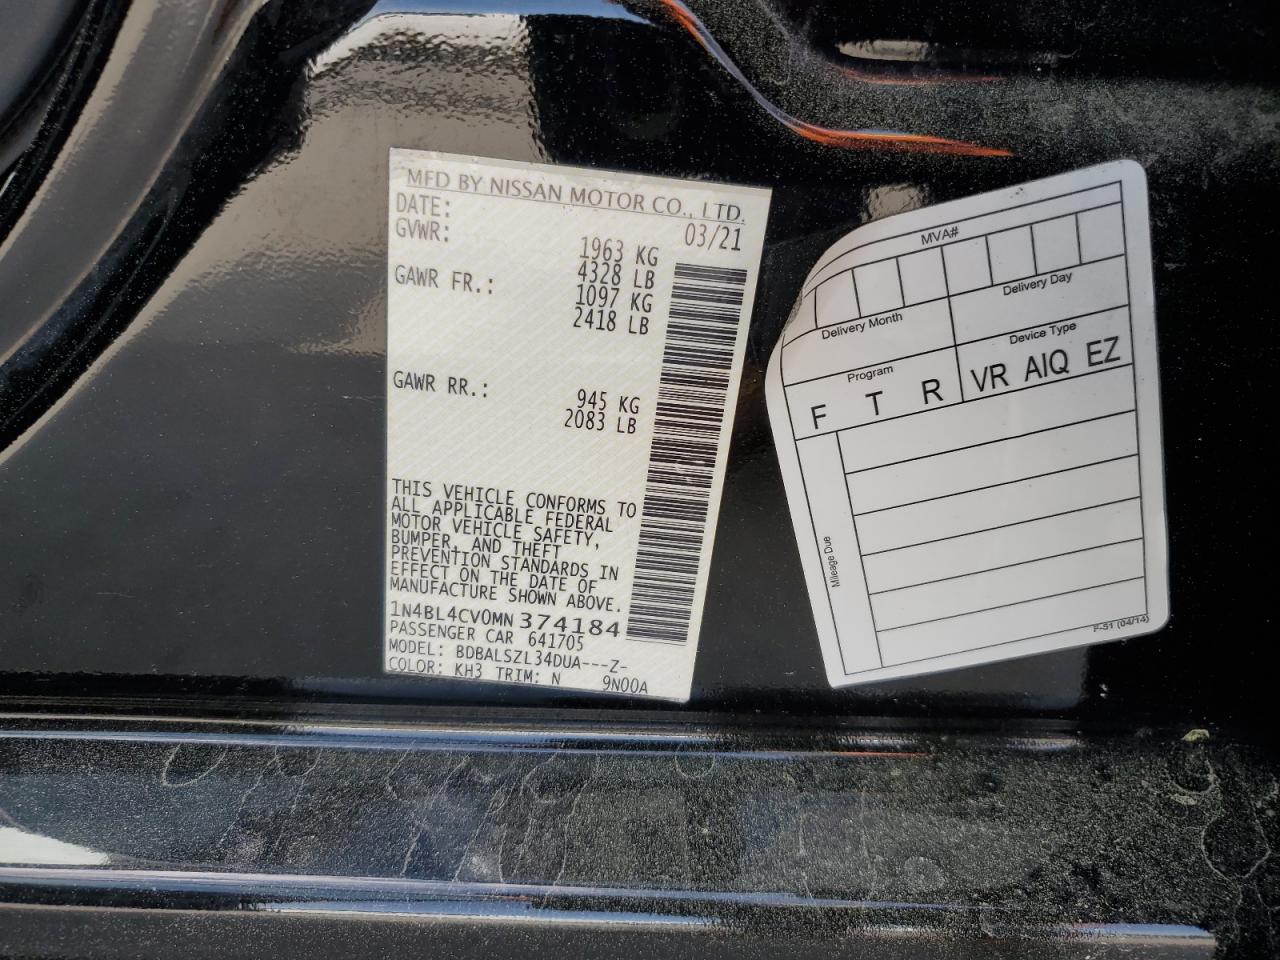 MFD BY NISSAN MOTOR CO., LTD.
DATE: 03/21
GVWR: 1963 KG
4328 LB
GAWR FR.: 1097 KG
2418 LB
GAWR RR.: 945 KG
2083 LB
THIS VEHICLE CONFORMS TO
ALL APPLICABLE FEDERAL
MOTOR VEHICLE SAFETY,
BUMPER, AND THEFT
PREVENTION STANDARDS IN
EFFECT ON THE DATE OF
MANUFACTURE SHOWN ABOVE.
1N4BL4CV0MN374184
PASSENGER CAR 641705
MODEL: BDBALSZL34DUA---Z-
COLOR: KH3 TRIM: N 9N00A
MVA#
Delivery Month Delivery Day
Program Device Type
F T R VR AIQ EZ
Mileage Due
F-51 (04/14)